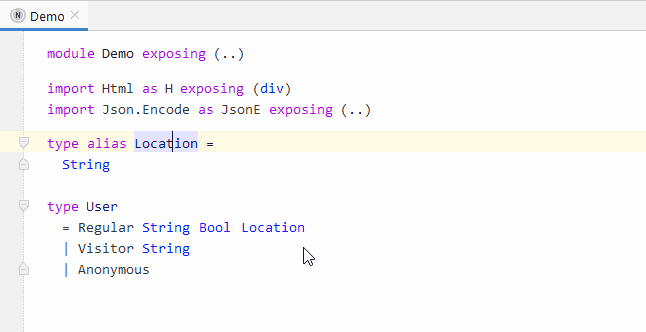 Demo
module Demo exposing (..)
import Html as H exposing (div)
import Json.Encode as JsonE exposing (..)
type alias Location =
String
type User
= Regular String Bool Location
| Visitor String
| Anonymous